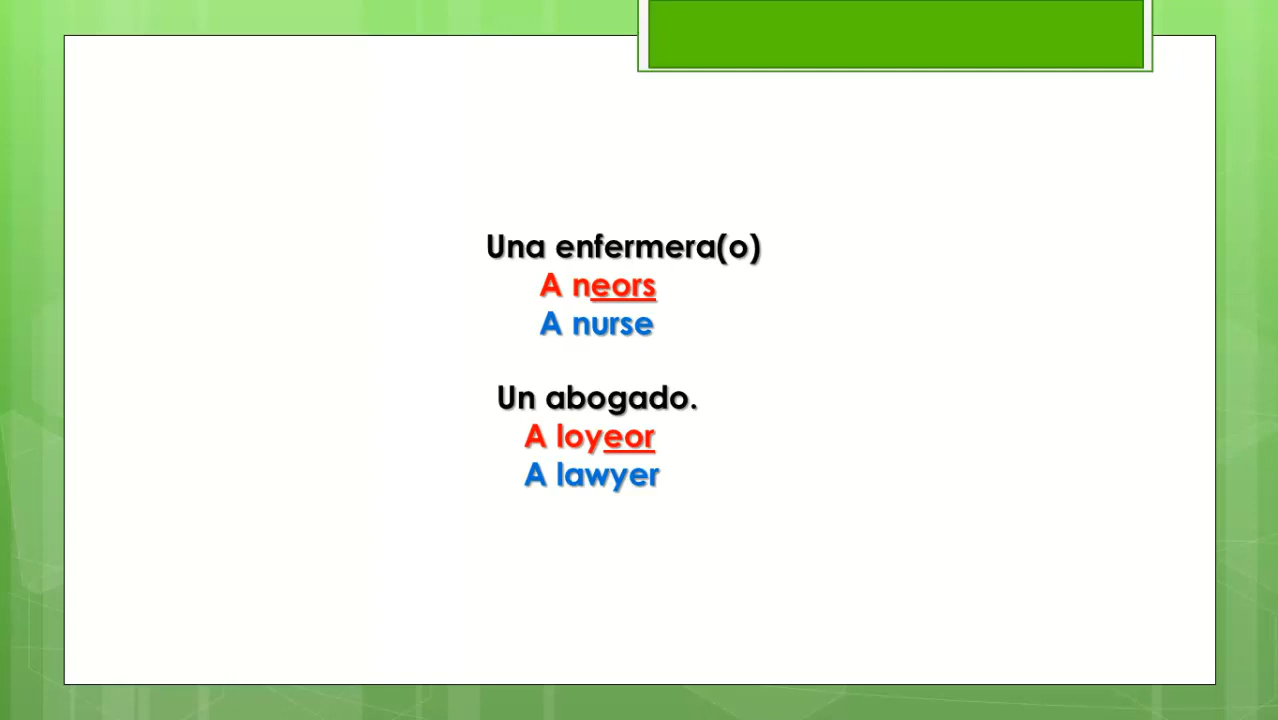 Una enfermera(o)
A neors
A nurse
Un abogado.
A loyeor
A lawyer